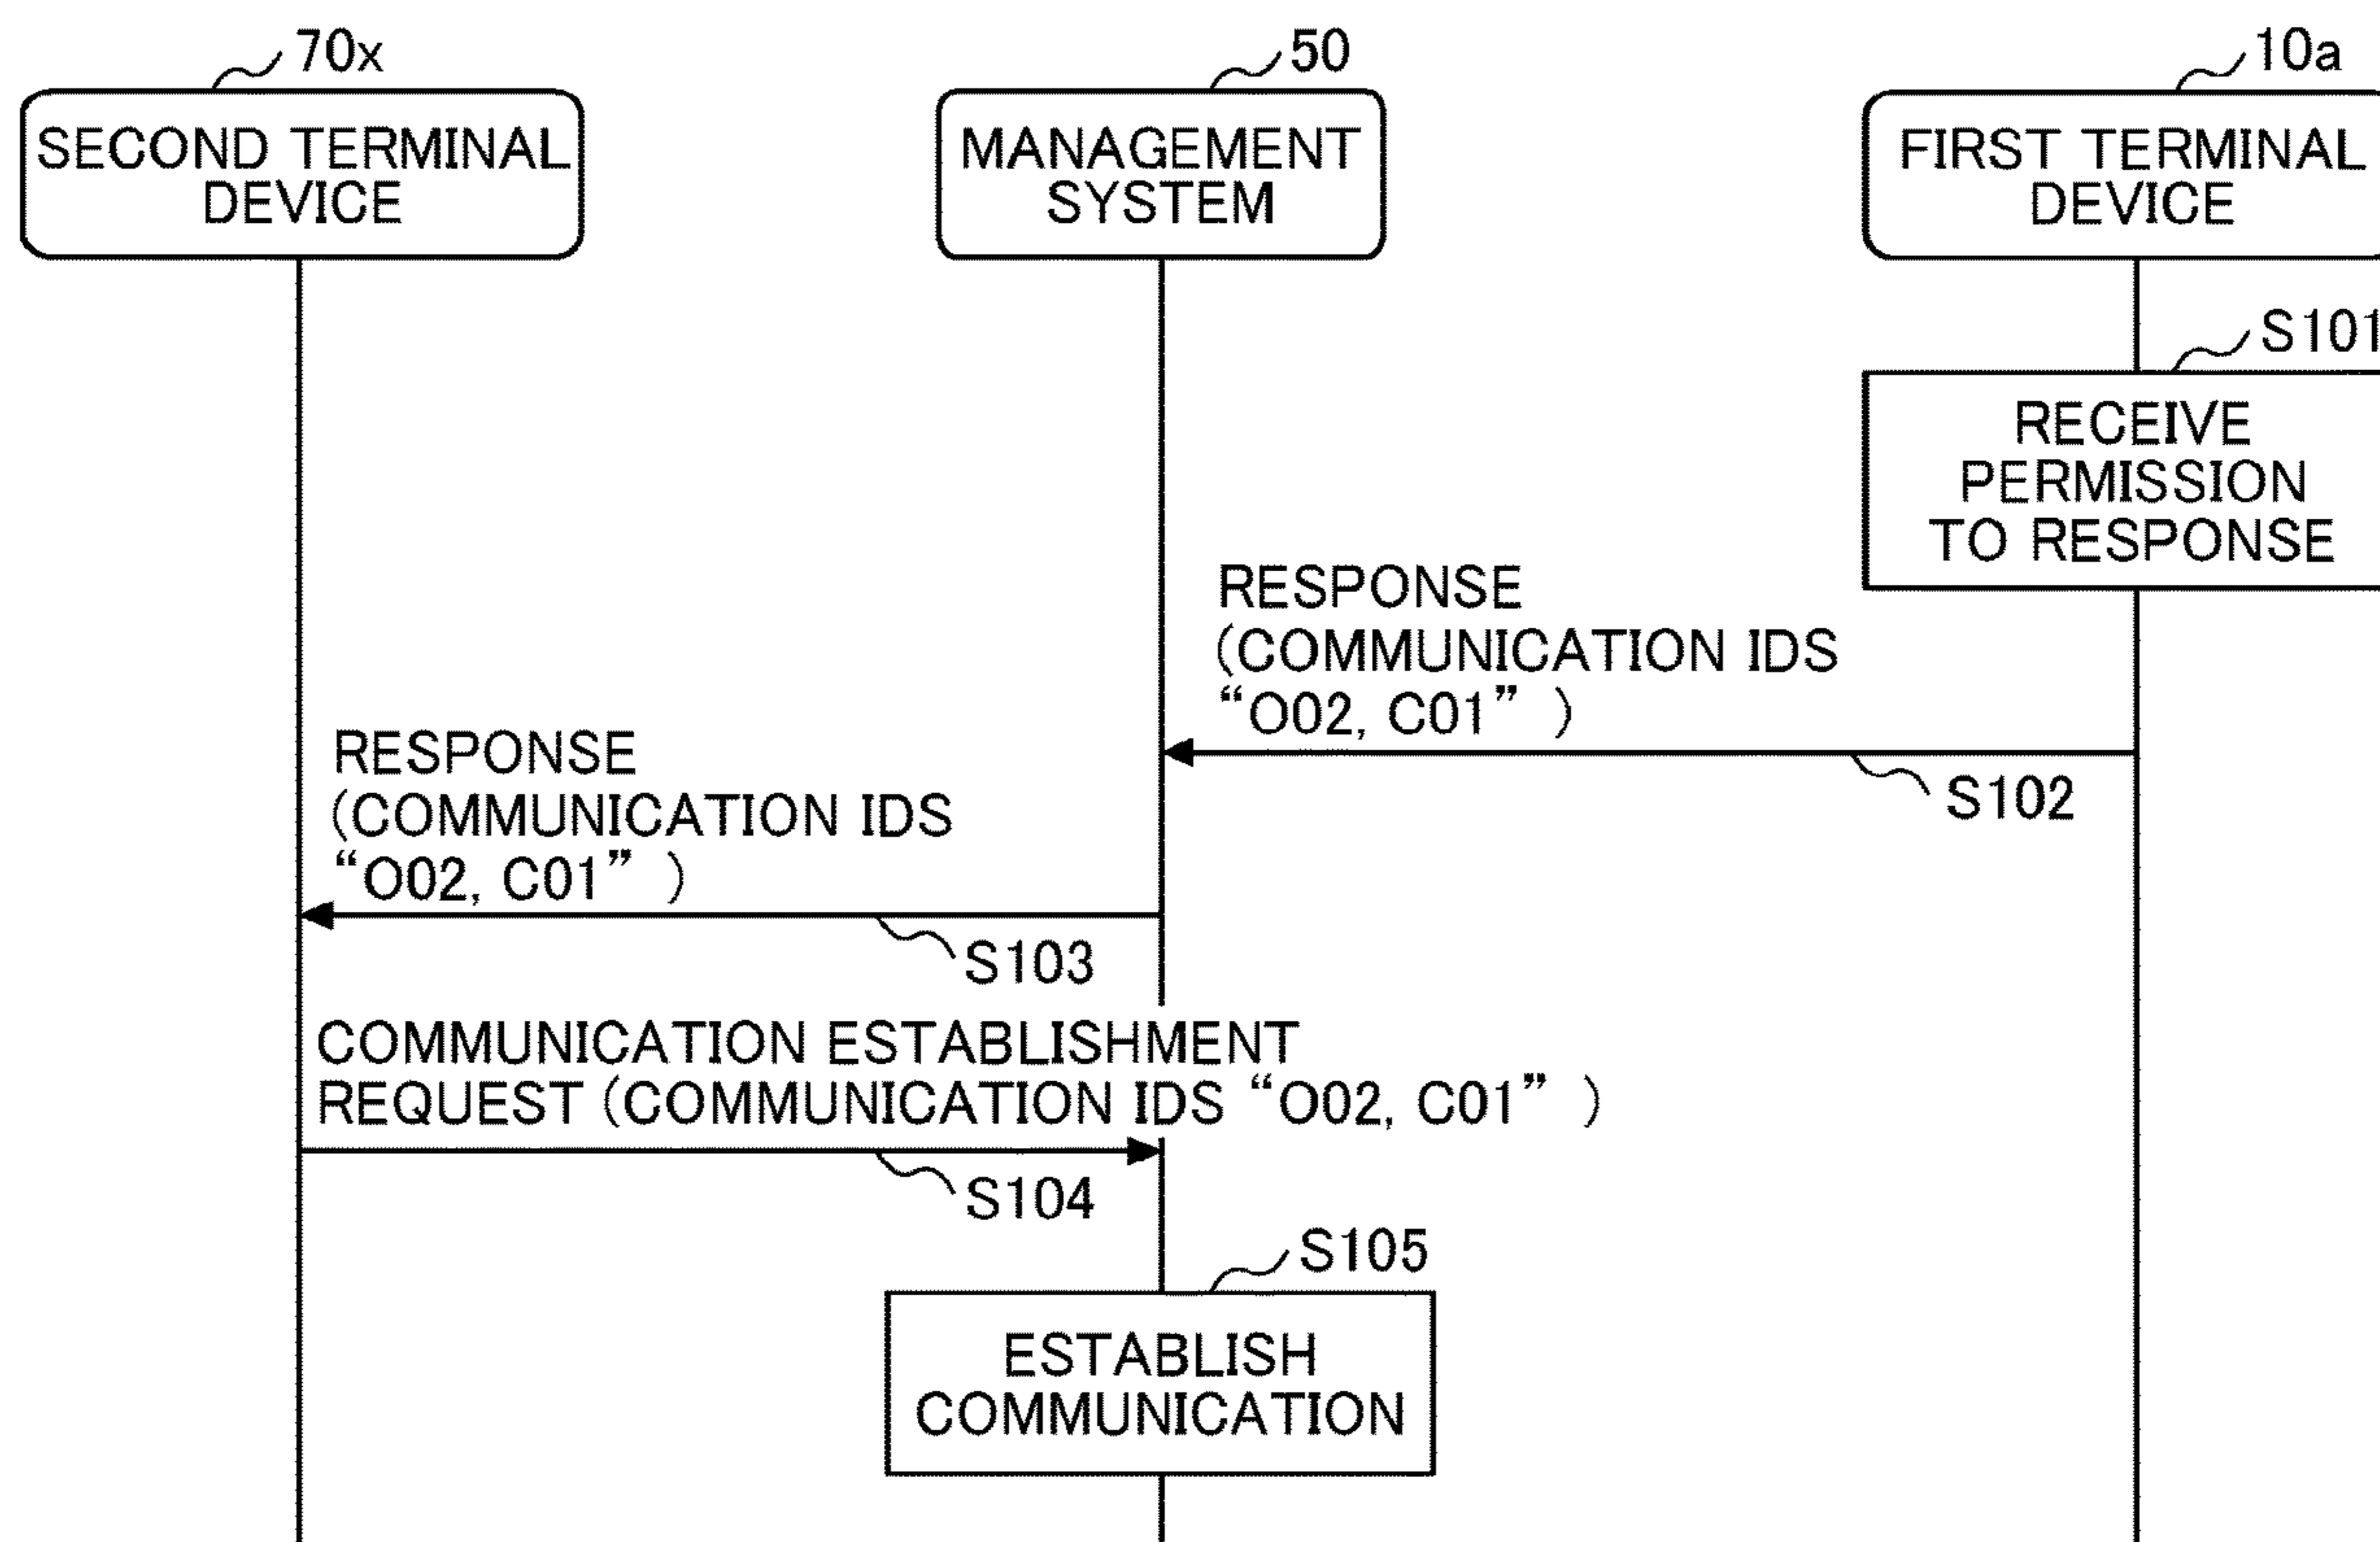 70x
50
10a
SECOND TERMINAL
DEVICE
MANAGEMENT
SYSTEM
FIRST TERMINAL
DEVICE
S101
RECEIVE
PERMISSION
TO RESPONSE
RESPONSE
(COMMUNICATION IDS
“O02, C01” )
S102
RESPONSE
(COMMUNICATION IDS
“O02, C01” )
S103
COMMUNICATION ESTABLISHMENT
REQUEST (COMMUNICATION IDS “O02, C01” )
S104
S105
ESTABLISH
COMMUNICATION